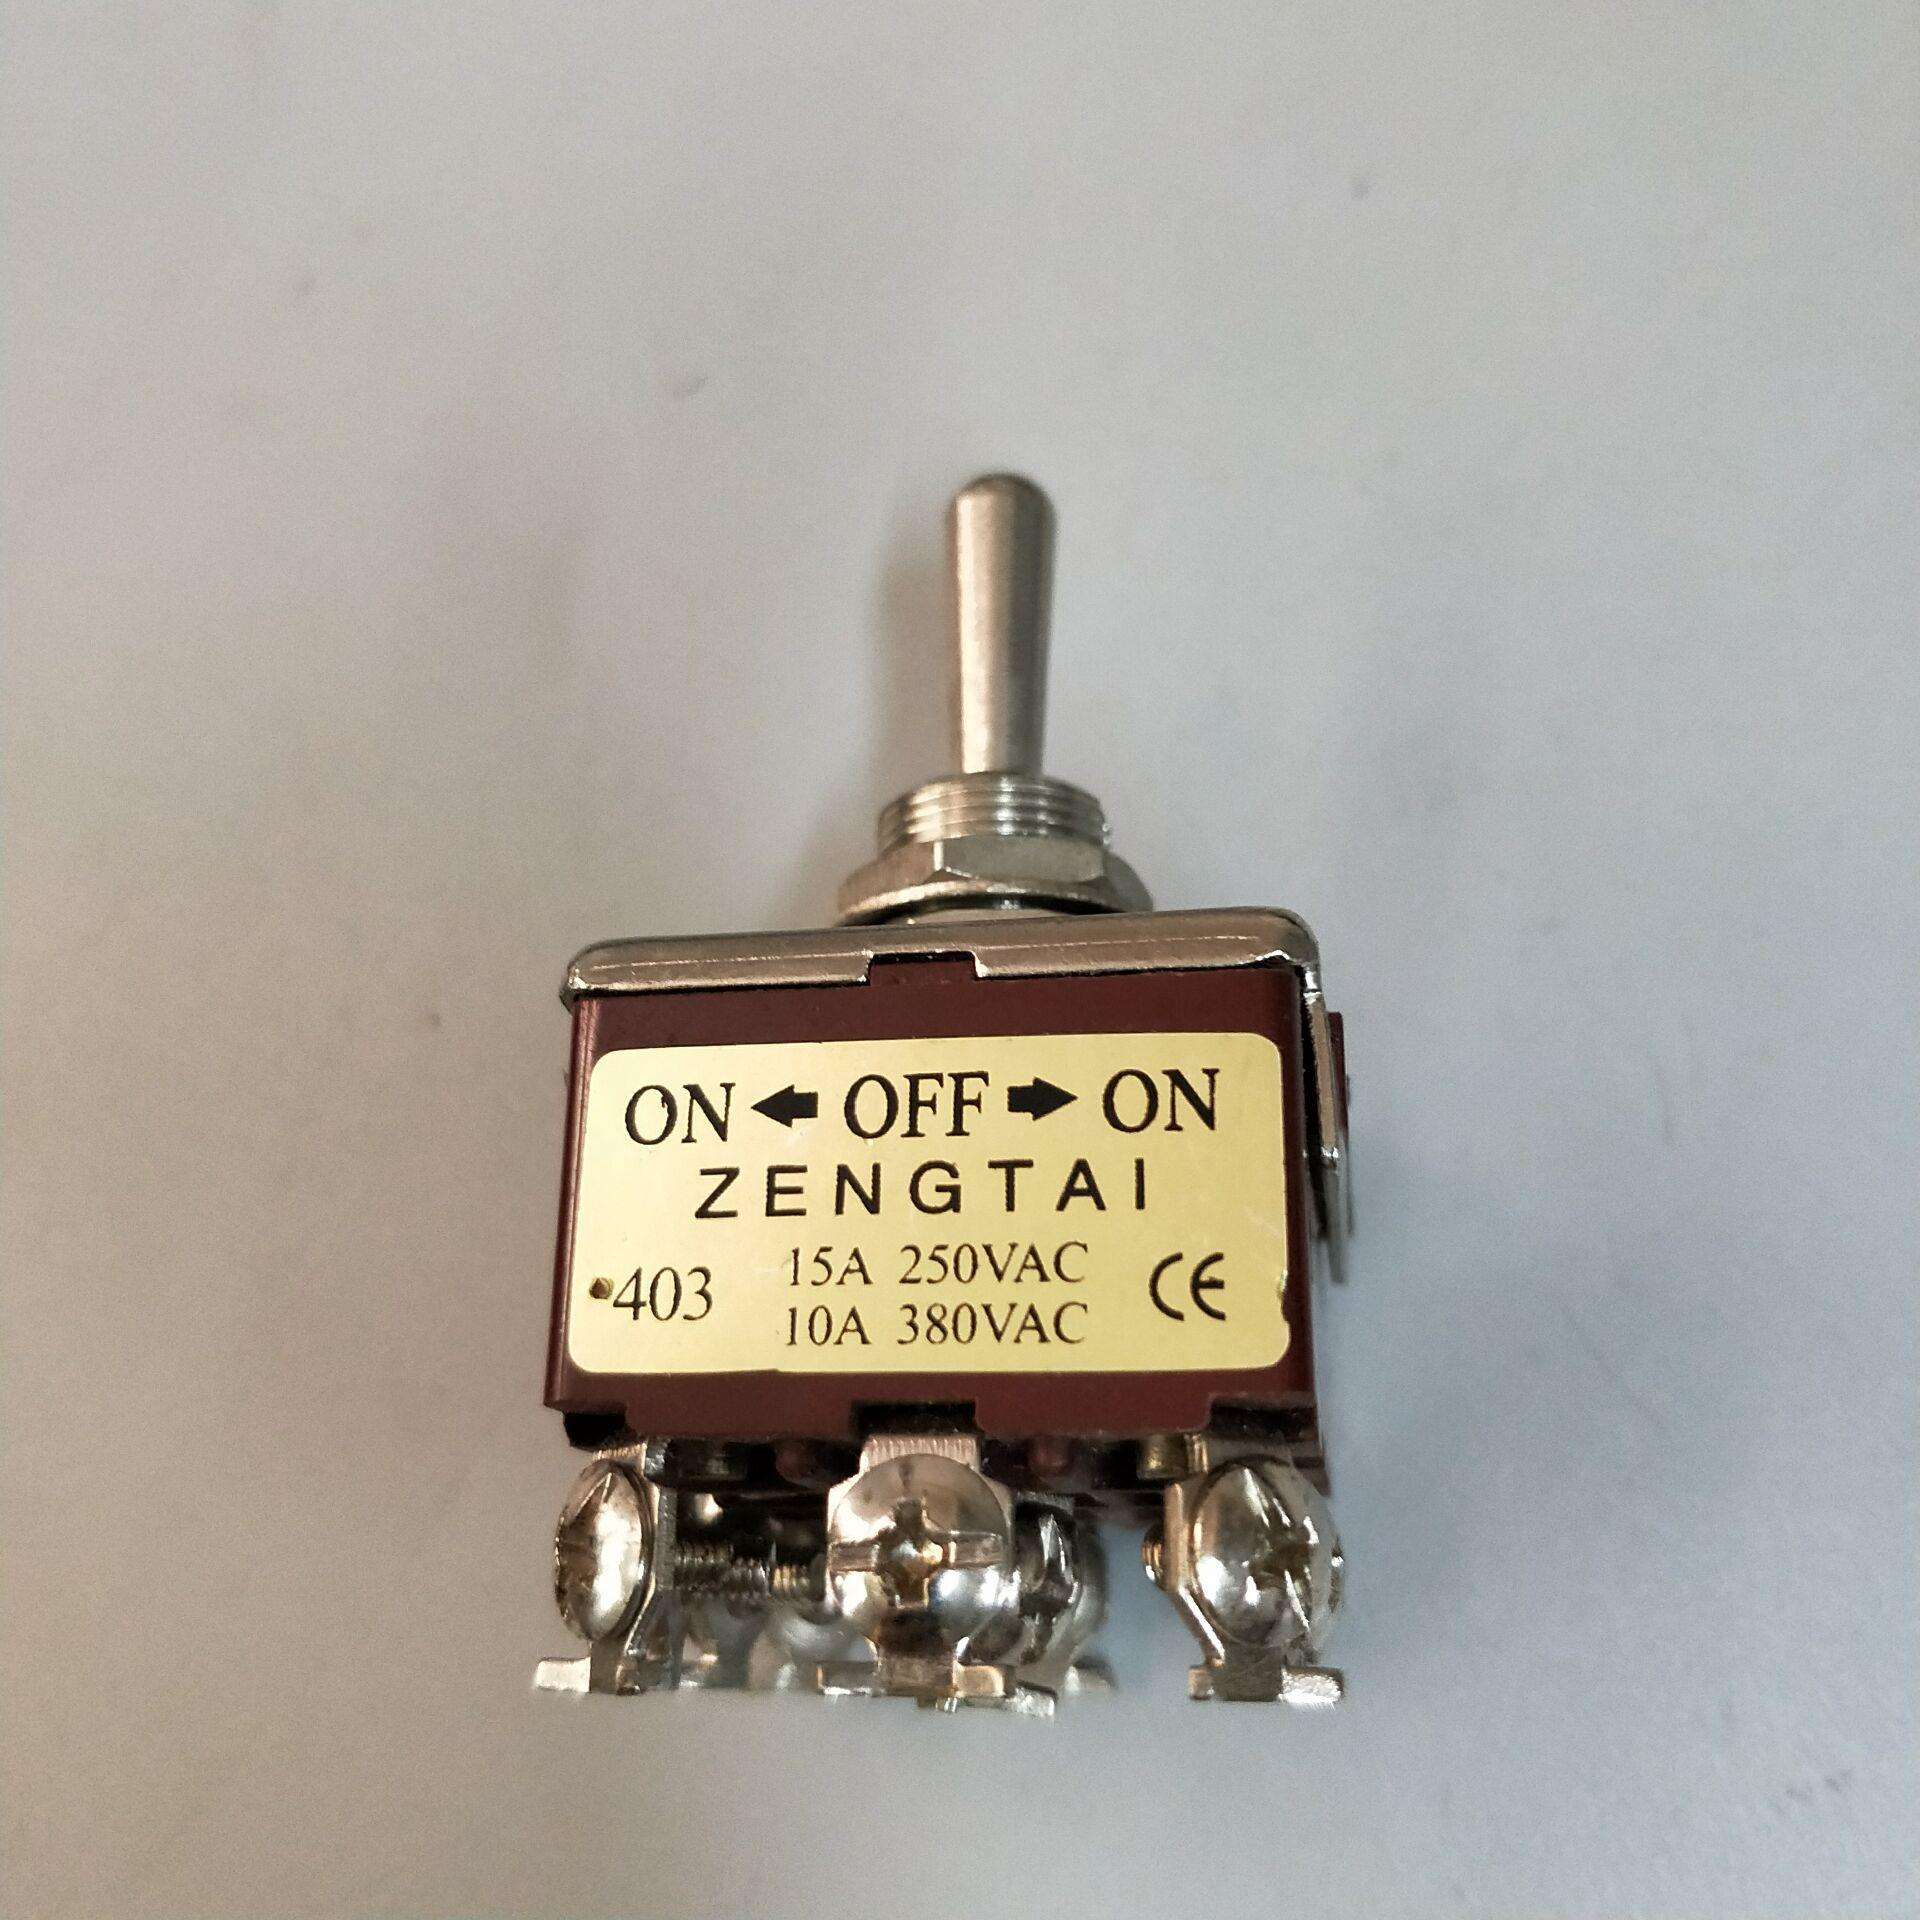 ON ← OFF → ON
ZENGTAI
403 15A 250VAC CE
10A 380VAC